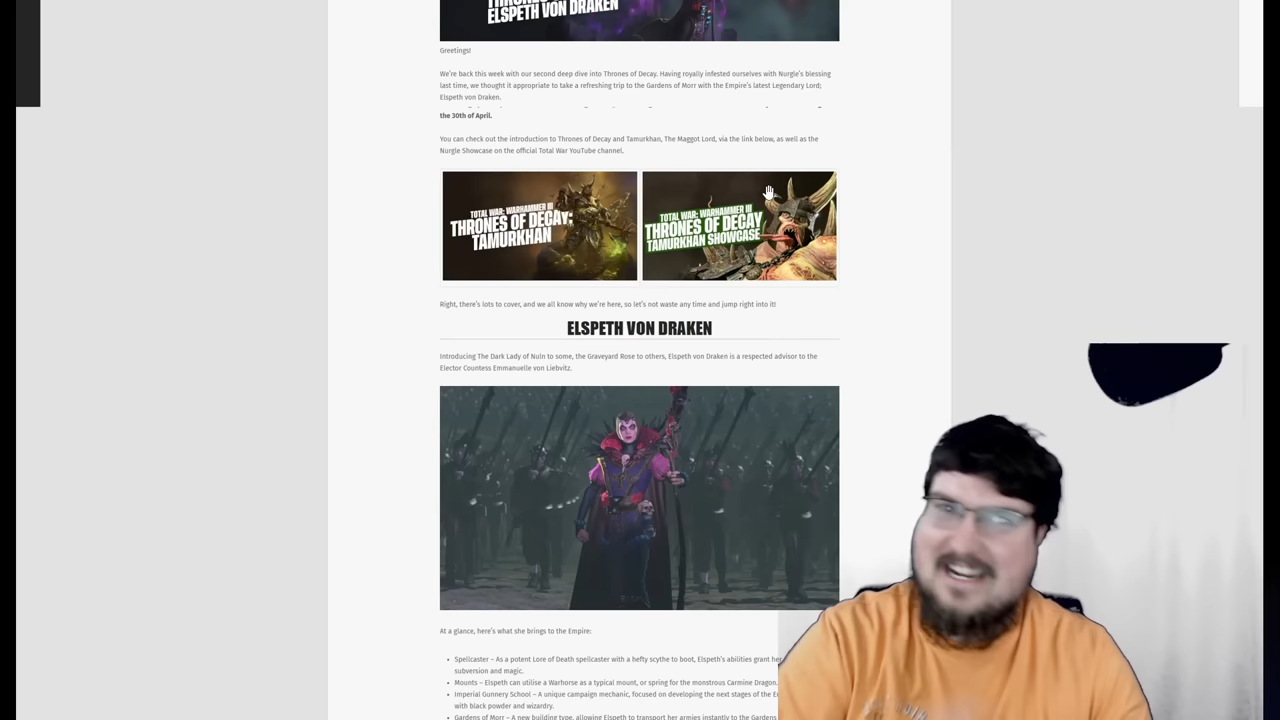 ELSPETH VON DRAKEN
Greetings!
We're back this week with our second deep dive into Thrones of Decay. Having royally infested ourselves with Nurgle's blessing
last time, we thought it appropriate to take a refreshing trip to the Gardens of Morr with the Empire's latest Legendary Lord;
Elspeth von Draken.
the 30th of April.
You can check out the introduction to Thrones of Decay and Tamurkhan, The Maggot Lord, via the link below, as well as the
Nurgle Showcase on the official Total War YouTube channel.
TOTAL WAR: WARHAMMER III
THRONES OF DECAY:
TAMURKHAN
TOTAL WAR: WARHAMMER III
THRONES OF DECAY
TAMURKHAN SHOWCASE
Right, there's lots to cover, and we all know why we're here, so let's not waste any time and jump right into it!
ELSPETH VON DRAKEN
Introducing The Dark Lady of Nuln to some, the Graveyard Rose to others, Elspeth von Draken is a respected advisor to the
Elector Countess Emmanuelle von Liebvitz.
At a glance, here's what she brings to the Empire:
• Spellcaster – As a potent Lore of Death spellcaster with a hefty scythe to boot, Elspeth's abilities grant her
subversion and magic.
• Mounts – Elspeth can utilise a Warhorse as a typical mount, or spring for the monstrous Carmine Dragon.
• Imperial Gunnery School – A unique campaign mechanic, focused on developing the next stages of the
with black powder and wizardry.
• Gardens of Morr – A new building type, allowing Elspeth to transport her armies instantly to the Gardens